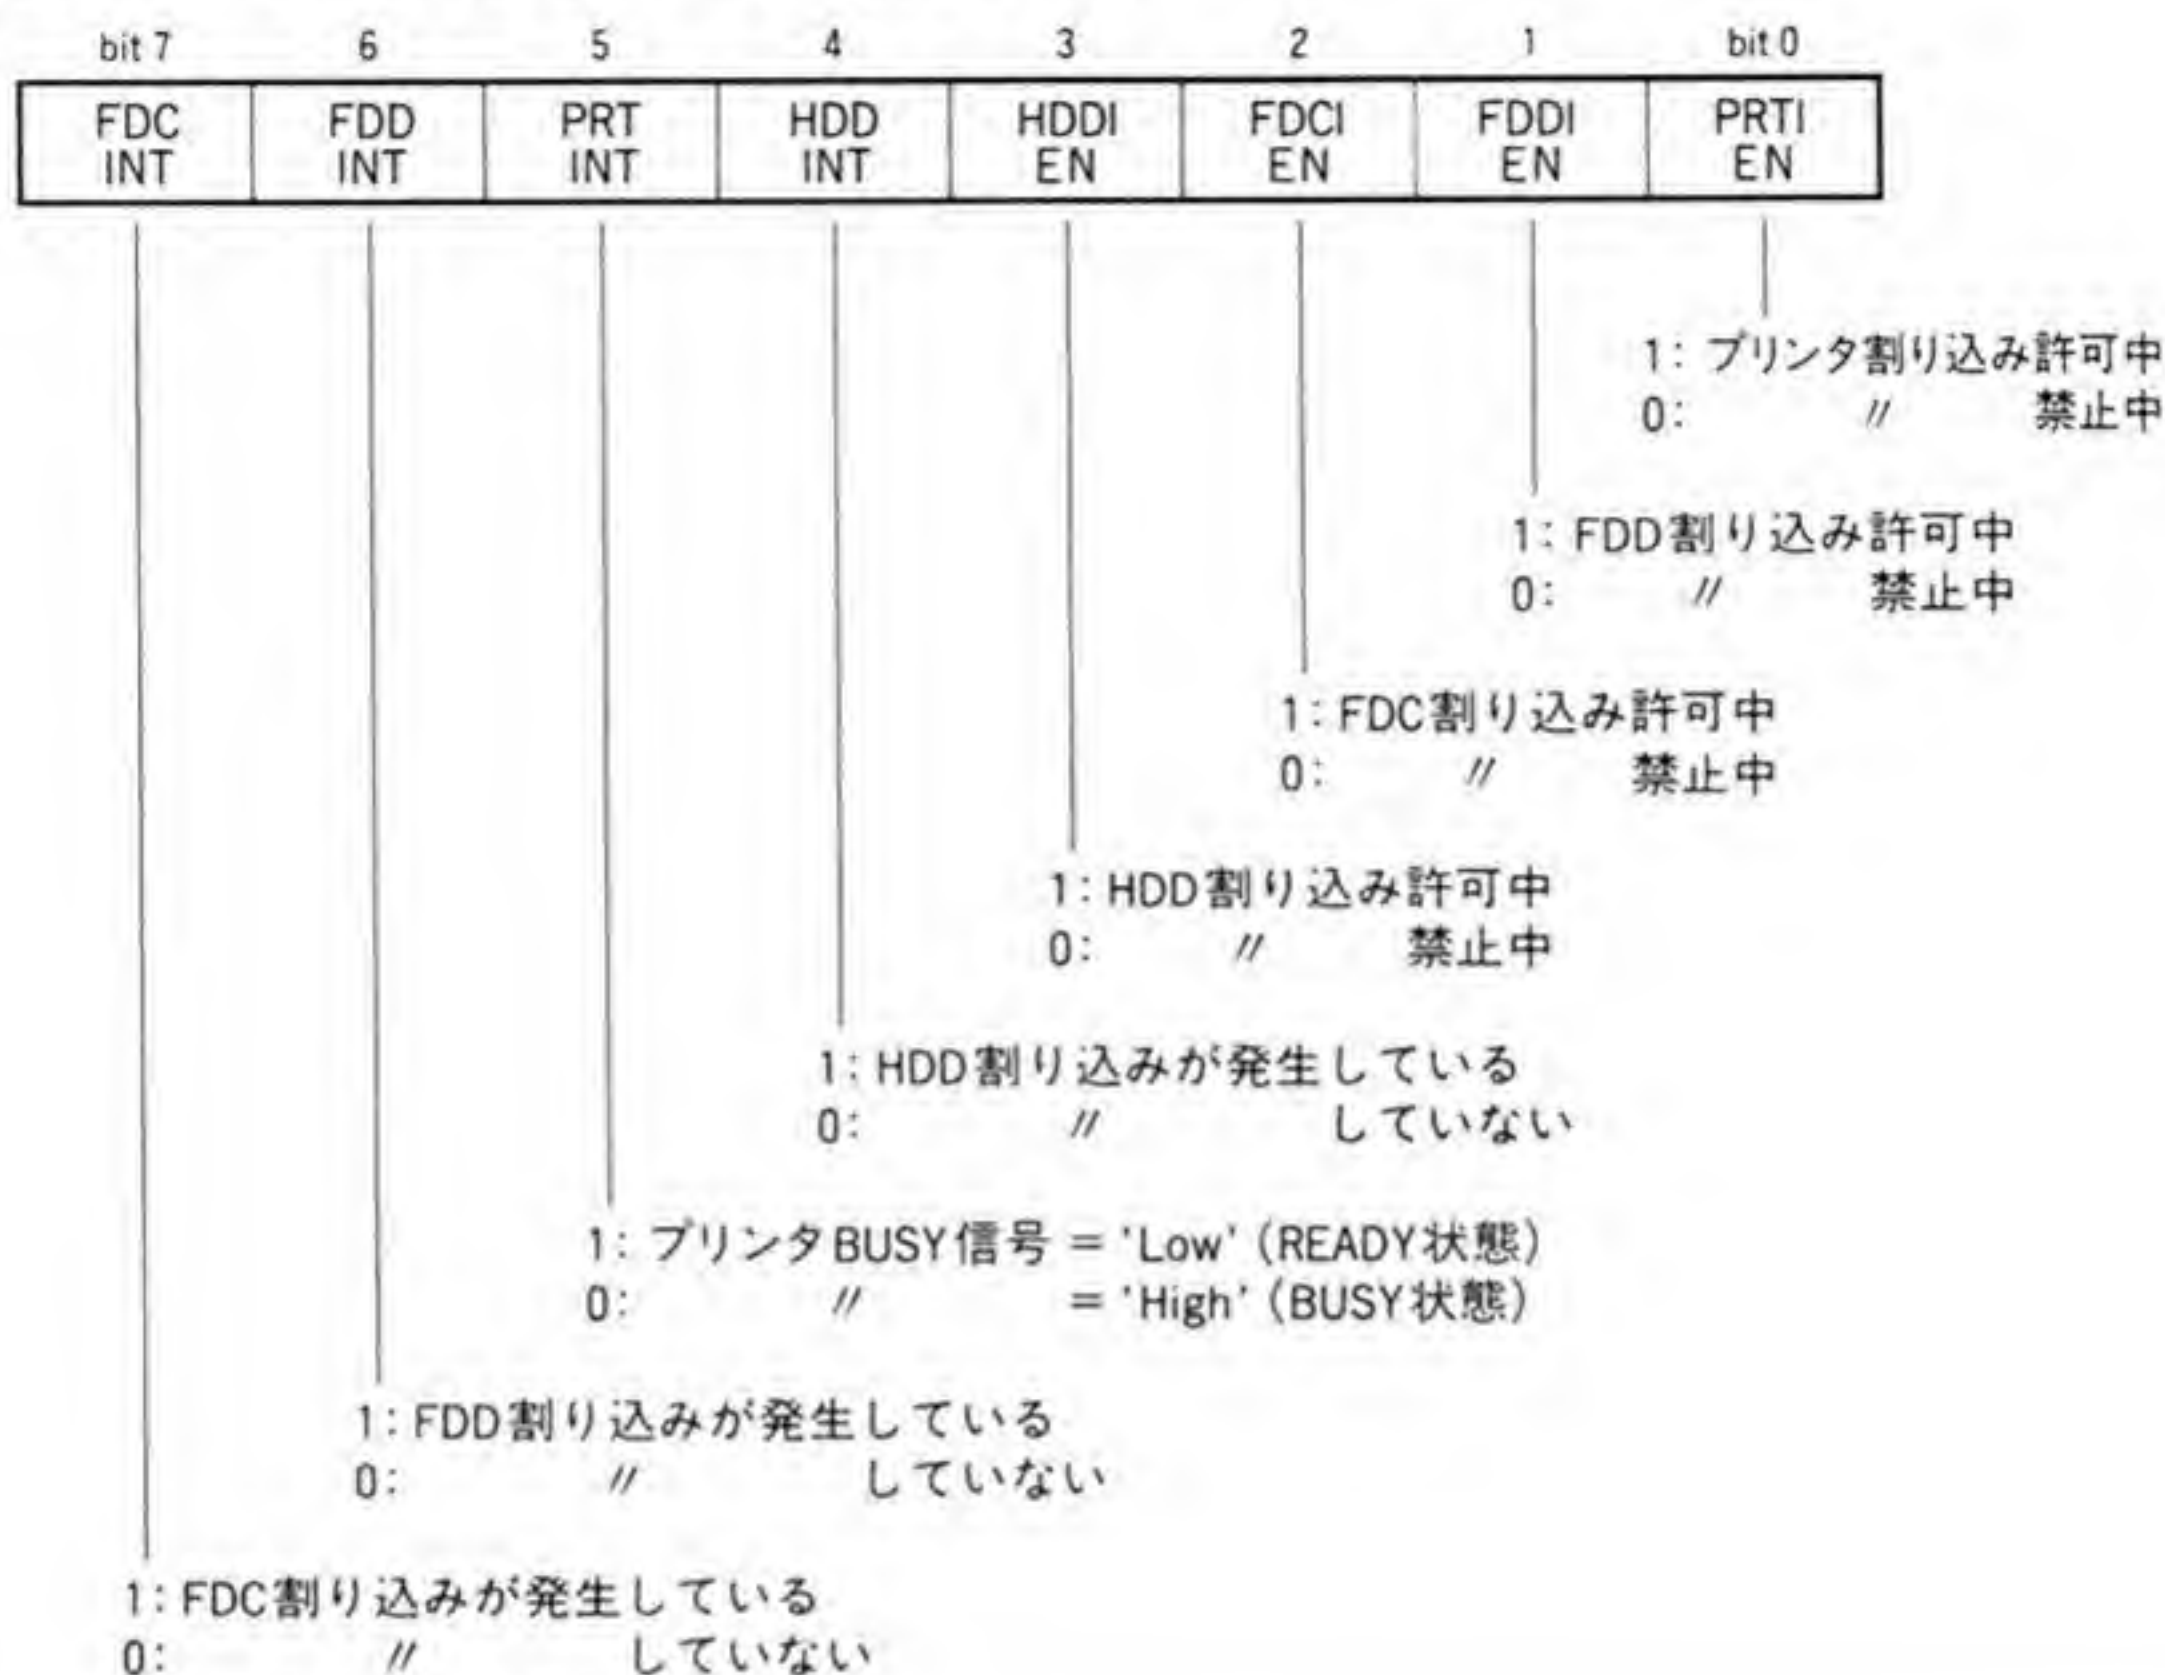 bit 7 6 5 4 3 2 1 bit 0
FDC INT FDD INT PRT INT HDD INT HDDI EN FDCI EN FDDI EN PRTI EN
1: プリンタ割り込み許可中
0: 〃 禁止中
1: FDD割り込み許可中
0: 〃 禁止中
1: FDC割り込み許可中
0: 〃 禁止中
1: HDD割り込み許可中
0: 〃 禁止中
1: HDD割り込みが発生している
0: 〃 していない
1: プリンタBUSY信号 = 'Low' (READY状態)
0: 〃 = 'High' (BUSY状態)
1: FDD割り込みが発生している
0: 〃 していない
1: FDC割り込みが発生している
0: 〃 していない